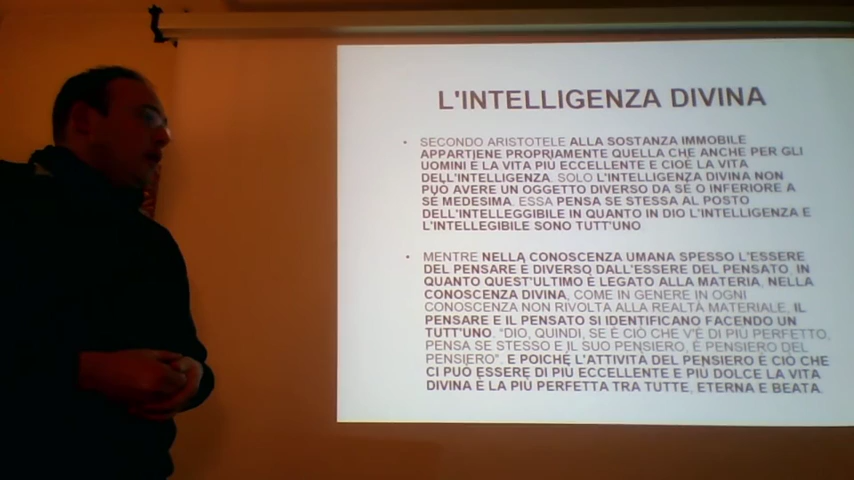 L'INTELLIGENZA DIVINA
• SECONDO ARISTOTELE ALLA SOSTANZA IMMOBILE
APPARTIENE PROPRIAMENTE QUELLA CHE ANCHE PER GLI
UOMINI È LA VITA PIÙ ECCELLENTE E CIOÈ LA VITA
DELL'INTELLIGENZA. SOLO L'INTELLIGENZA DIVINA NON
PUÒ AVERE UN OGGETTO DIVERSO DA SÉ O INFERIORE A
SÉ MEDESIMA. ESSA PENSA SE STESSA AL POSTO
DELL'INTELLEGGIBILE IN QUANTO IN DIO L'INTELLIGENZA E
L'INTELLEGIBILE SONO TUTT'UNO
• MENTRE NELLA CONOSCENZA UMANA SPESSO L'ESSERE
DEL PENSARE È DIVERSO DALL'ESSERE DEL PENSATO, IN
QUANTO QUEST'ULTIMO È LEGATO ALLA MATERIA, NELLA
CONOSCENZA DIVINA, COME IN GENERE IN OGNI
CONOSCENZA NON RIVOLTA ALLA REALTÀ MATERIALE, IL
PENSARE E IL PENSATO SI IDENTIFICANO FACENDO UN
TUTT'UNO. "DIO, QUINDI, SE È CIÒ CHE V'È DI PIÙ PERFETTO,
PENSA SE STESSO E IL SUO PENSIERO, È PENSIERO DEL
PENSIERO". E POICHÉ L'ATTIVITÀ DEL PENSIERO È CIÒ CHE
CI PUÒ ESSERE DI PIÙ ECCELLENTE E PIÙ DOLCE LA VITA
DIVINA È LA PIÙ PERFETTA TRA TUTTE, ETERNA E BEATA.